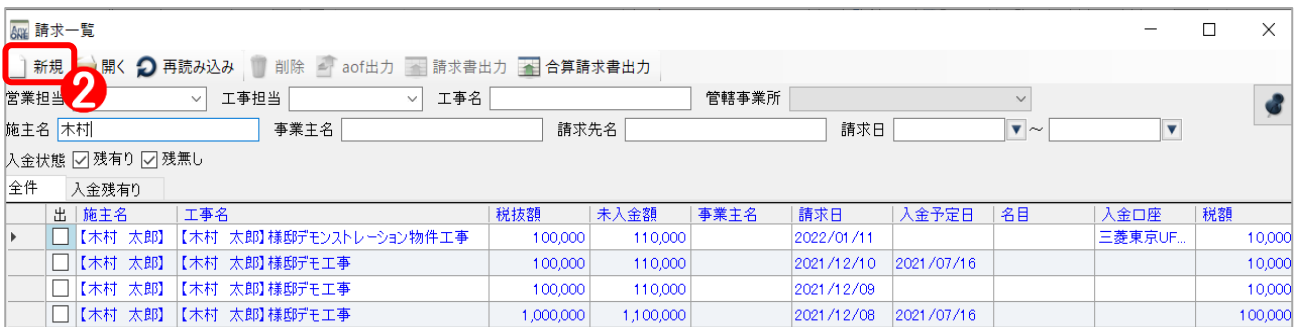 AnyONE 請求一覧
新規 開く 再読み込み 削除 aof出力 請求書出力 合算請求書出力
2
営業担当 工事担当 工事名 管轄事業所
施主名 木村 事業主名 請求先名 請求日 ～
入金状態 残有り 残無し
全件 入金残有り
出 施主名 工事名 税抜額 未入金額 事業主名 請求日 入金予定日 名目 入金口座 税額
【木村 太郎】 【木村 太郎】様邸デモンストレーション物件工事 100,000 110,000 2022/01/11 三菱東京UF... 10,000
【木村 太郎】 【木村 太郎】様邸デモ工事 100,000 110,000 2021/12/10 2021/07/16 10,000
【木村 太郎】 【木村 太郎】様邸デモ工事 100,000 110,000 2021/12/09 10,000
【木村 太郎】 【木村 太郎】様邸デモ工事 1,000,000 1,100,000 2021/12/08 2021/07/16 100,000